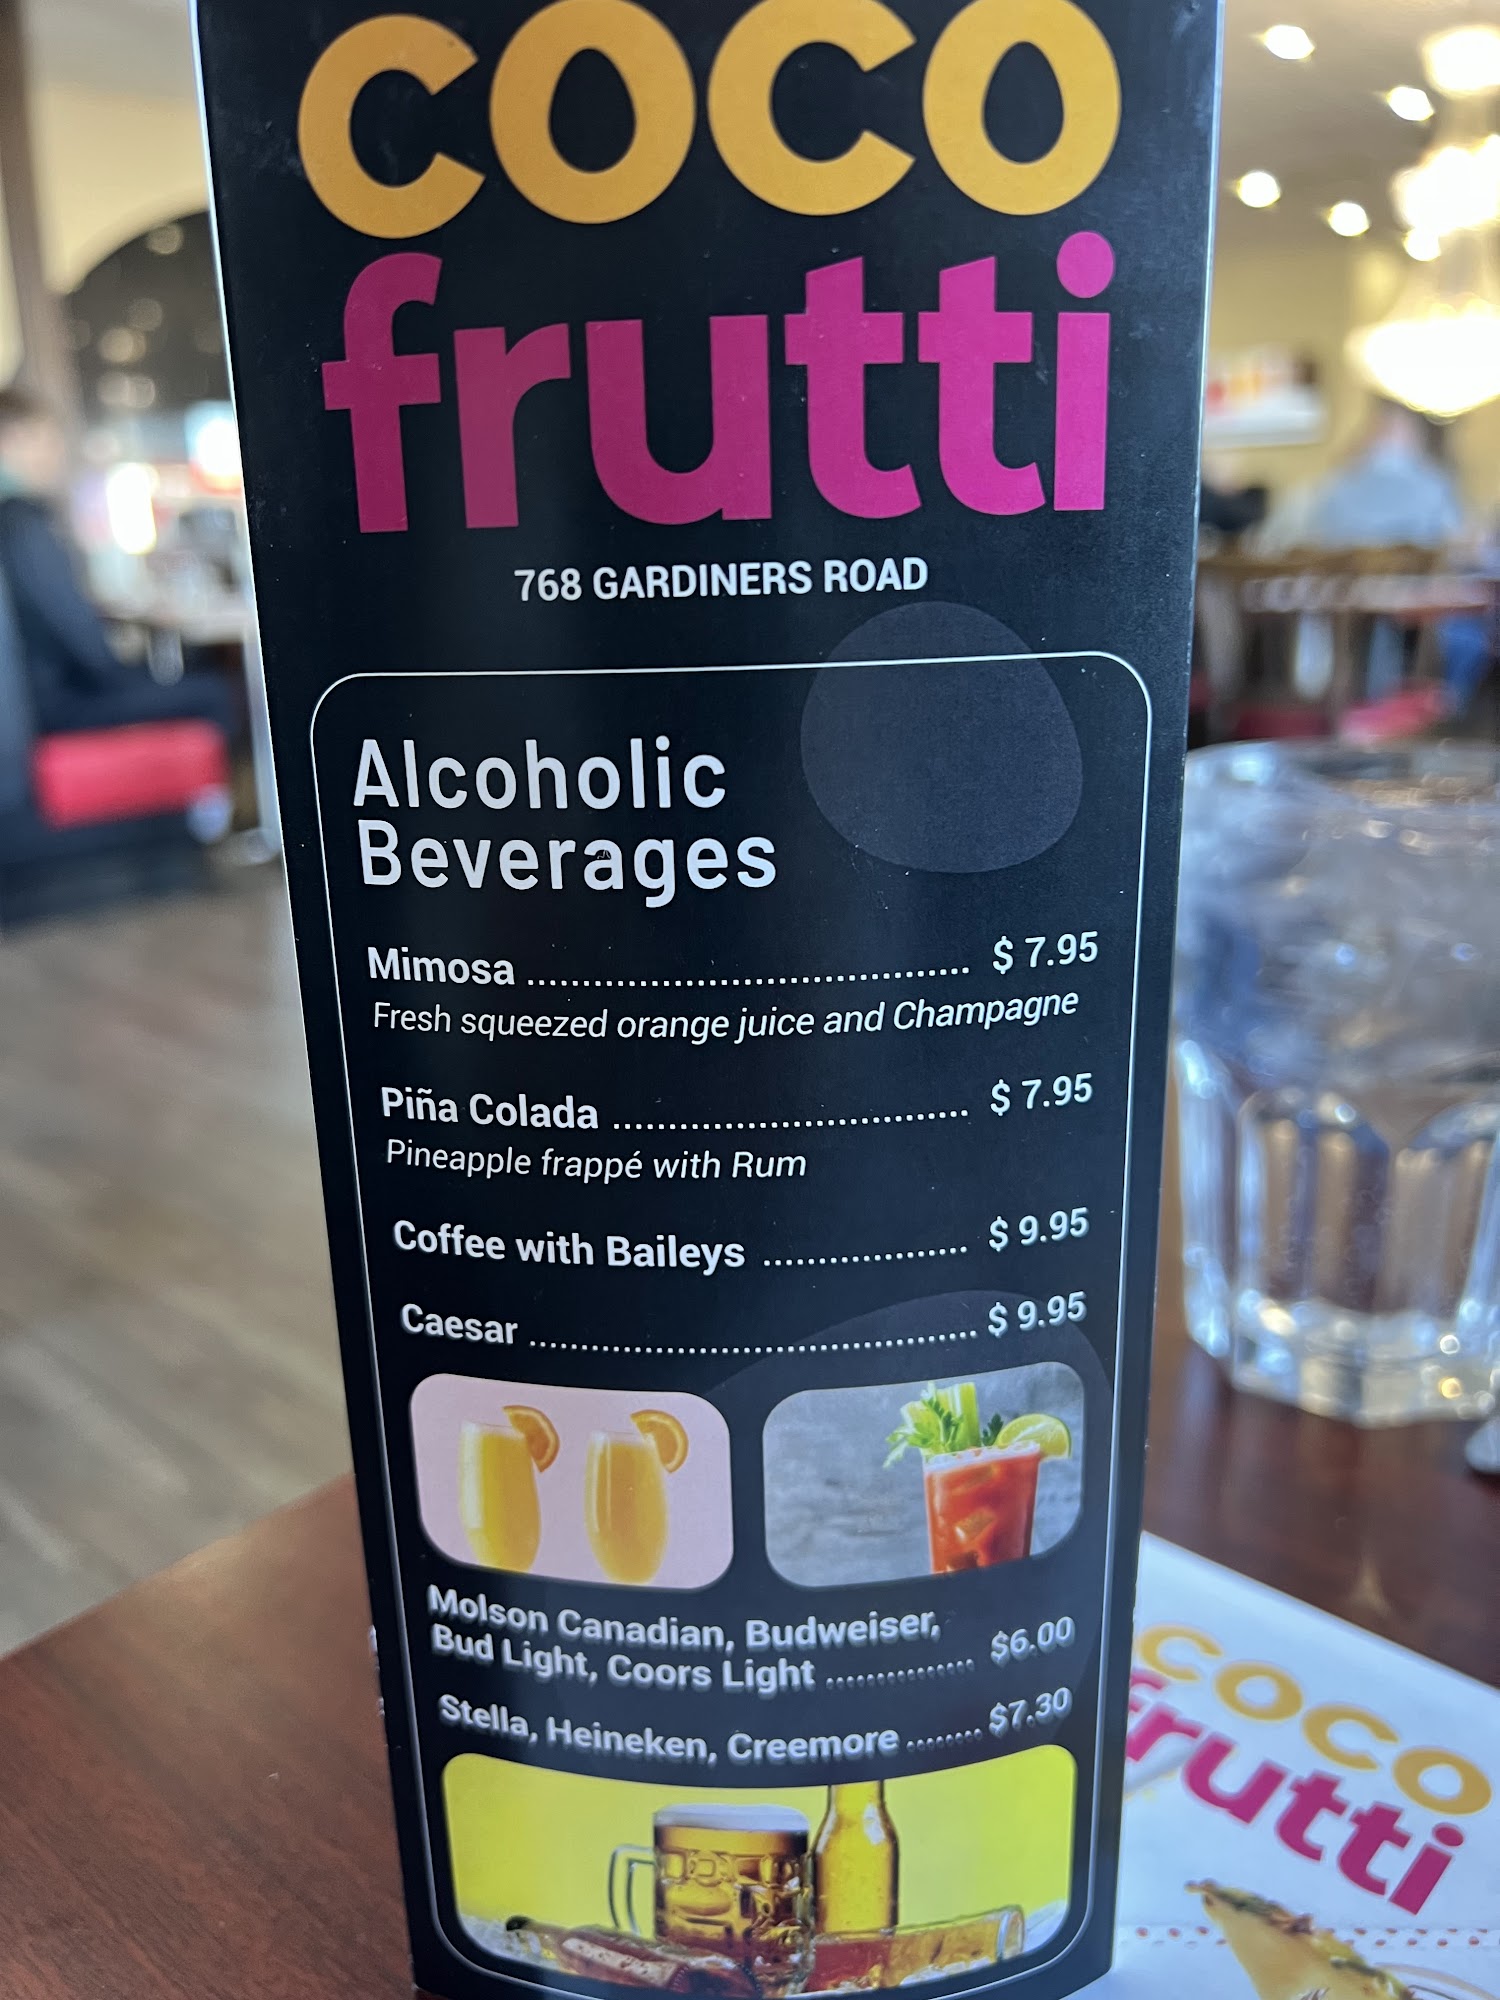 coco
frutti
768 GARDINERS ROAD
Alcoholic
Beverages
Mimosa ........................................ $ 7.95
Fresh squeezed orange juice and Champagne
Piña Colada ................................ $ 7.95
Pineapple frappé with Rum
Coffee with Baileys ................... $ 9.95
Caesar ........................................ $ 9.95
Molson Canadian, Budweiser,
Bud Light, Coors Light ............... $6.00
Stella, Heineken, Creemore ........ $7.30
coco
frutti